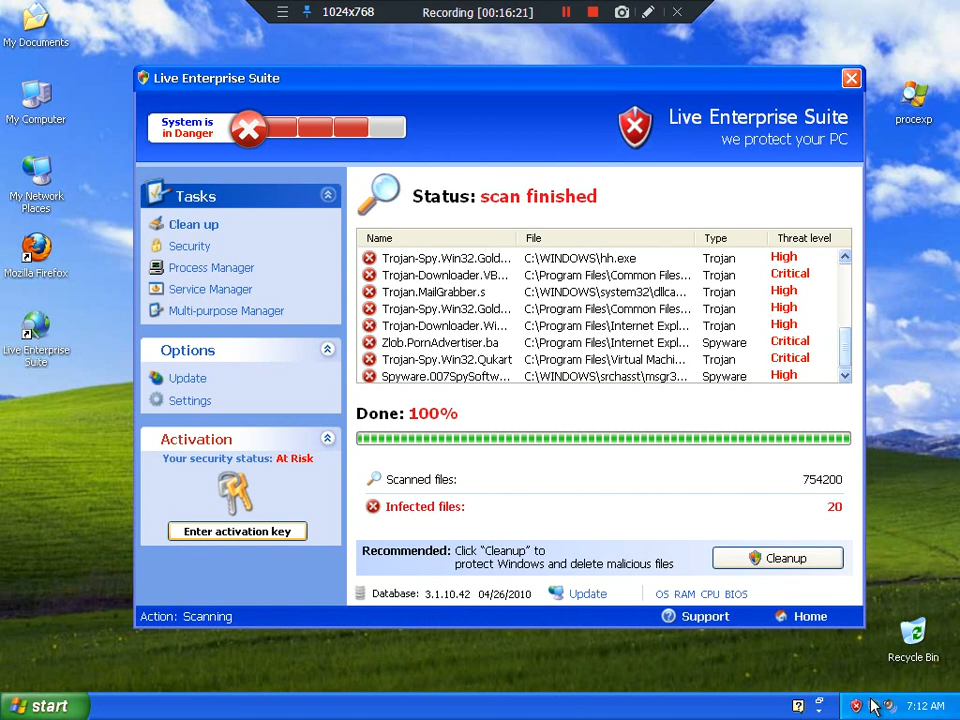 1024x768
Recording [00:16:21]
My Documents
My Computer
My Network
Places
Mozilla Firefox
Live Enterprise
Suite
procexp
Recycle Bin
Live Enterprise Suite
System is
in Danger
Live Enterprise Suite
we protect your PC
Tasks
Clean up
Security
Process Manager
Service Manager
Multi-purpose Manager
Options
Update
Settings
Activation
Your security status: At Risk
Enter activation key
Status: scan finished
Name File Type Threat level
Trojan-Spy.Win32.Gold... C:\WINDOWS\hh.exe Trojan High
Trojan-Downloader.VB... C:\Program Files\Common Files... Trojan Critical
Trojan.MailGrabber.s C:\WINDOWS\system32\dllca... Trojan High
Trojan-Spy.Win32.Gold... C:\Program Files\Common Files... Trojan High
Trojan-Downloader.Wi... C:\Program Files\Internet Expl... Trojan High
Zlob.PornAdvertiser.ba C:\Program Files\Internet Expl... Spyware Critical
Trojan-Spy.Win32.Qukart C:\Program Files\Virtual Machi... Trojan Critical
Spyware.007SpySoftw... C:\WINDOWS\srchasst\msgr3... Spyware High
Done: 100%
Scanned files: 754200
Infected files: 20
Recommended: Click "Cleanup" to
protect Windows and delete malicious files
Cleanup
Database: 3.1.10.42 04/26/2010 Update OS RAM CPU BIOS
Action: Scanning
Support
Home
start
7:12 AM